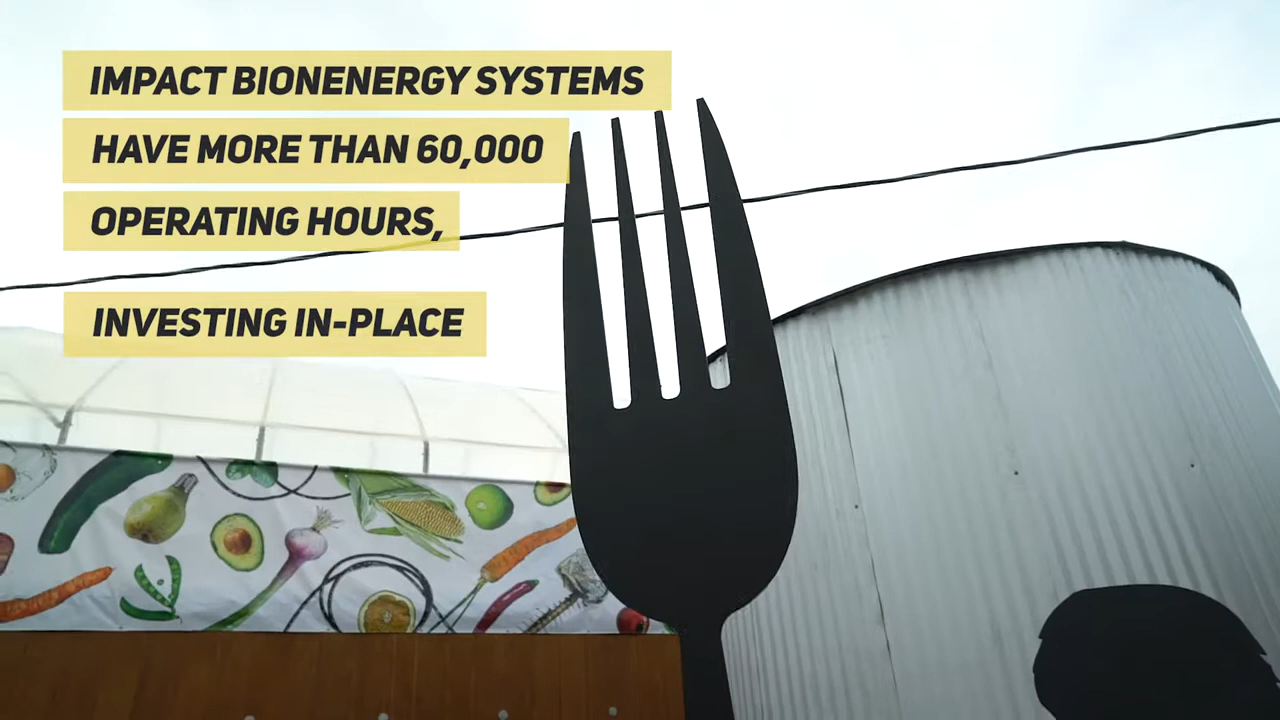 IMPACT BIONENERGY SYSTEMS
HAVE MORE THAN 60,000
OPERATING HOURS,
INVESTING IN-PLACE